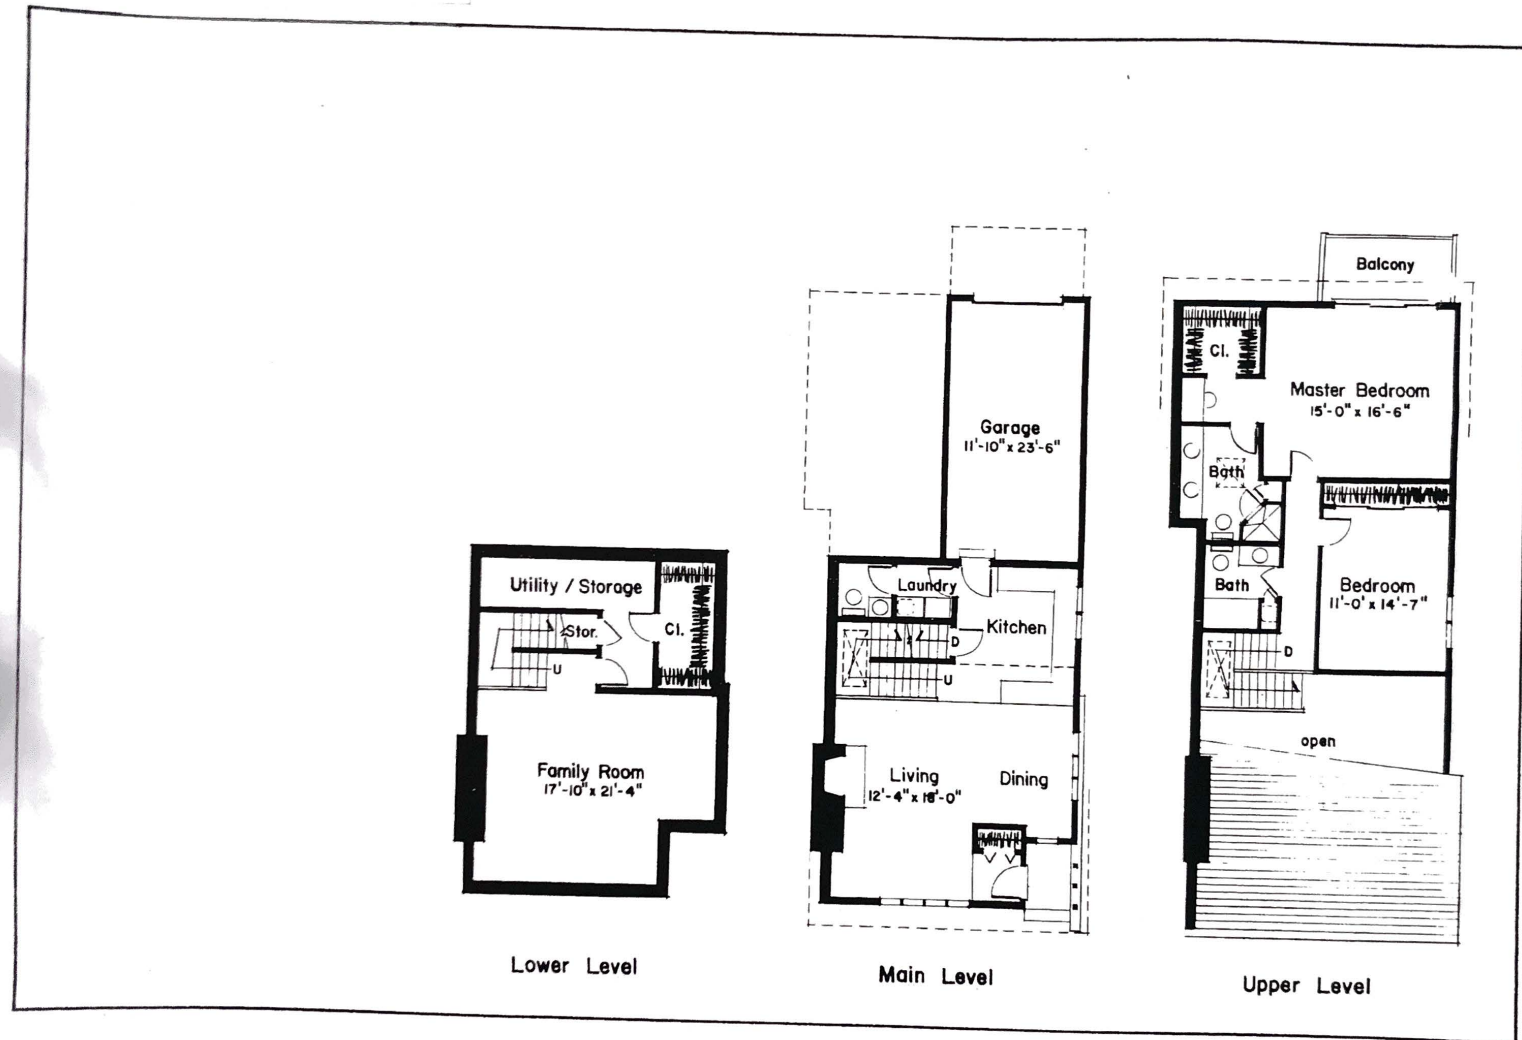 Utility / Storage
Stor.
Cl.
U
Family Room
17'-10" x 21'-4"
Lower Level
Garage
11'-10" x 23'-6"
Laundry
Kitchen
D
U
Living
12'-4" x 18'-0"
Dining
Main Level
Balcony
Cl.
Master Bedroom
15'-0" x 16'-6"
Bath
Bath
Bedroom
11'-0' x 14'-7"
D
open
Upper Level